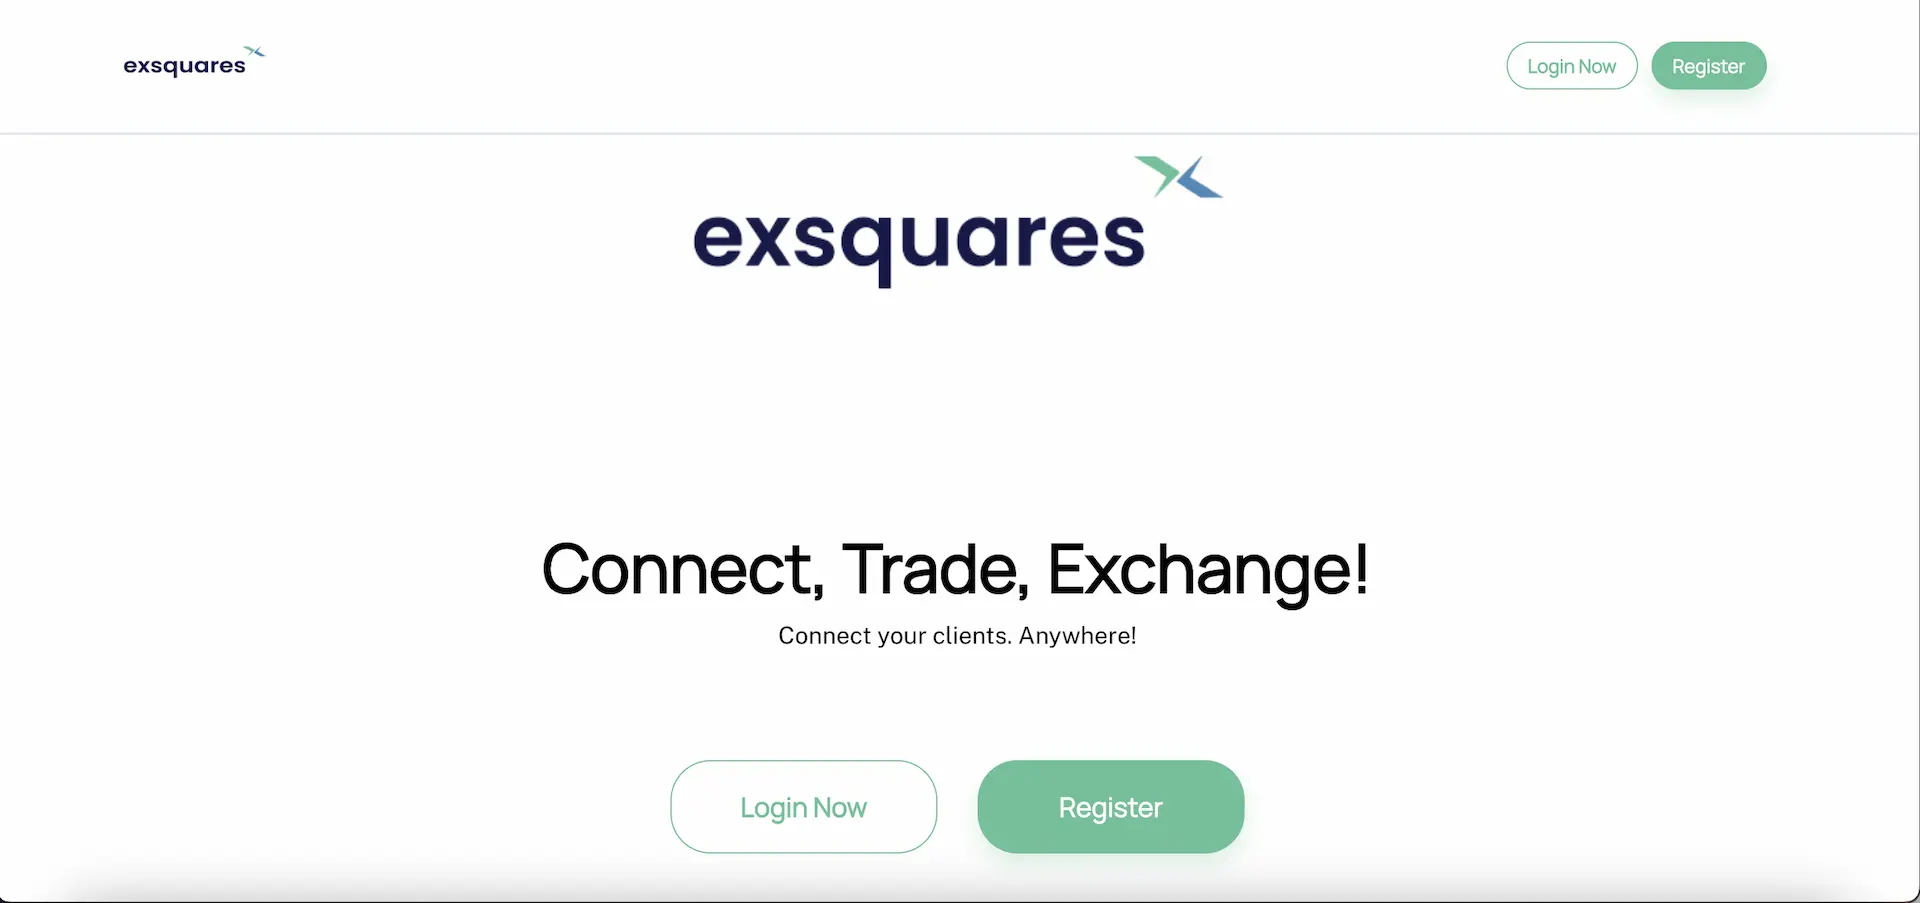 exsquares
Login Now
Register
exsquares
Connect, Trade, Exchange!
Connect your clients. Anywhere!
Login Now
Register